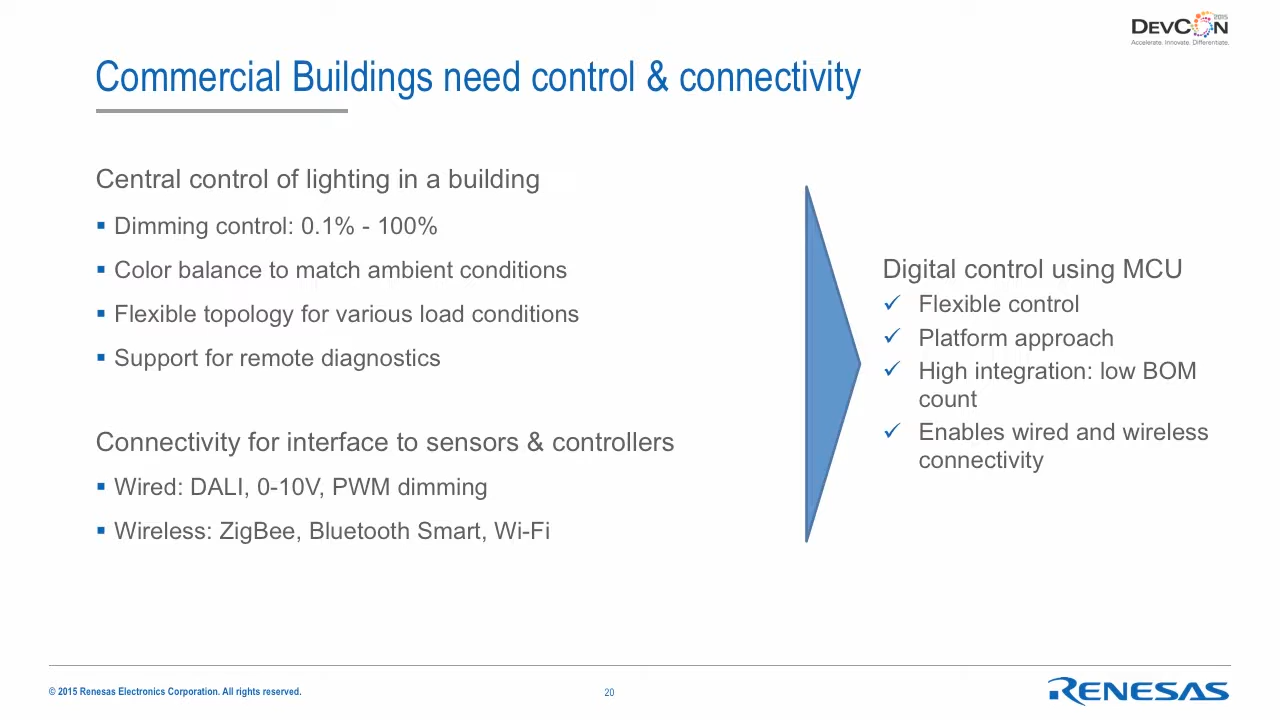 DEVCON 2015
Accelerate. Innovate. Differentiate.
Commercial Buildings need control & connectivity
Central control of lighting in a building
▪ Dimming control: 0.1% - 100%
▪ Color balance to match ambient conditions
▪ Flexible topology for various load conditions
▪ Support for remote diagnostics
Connectivity for interface to sensors & controllers
▪ Wired: DALI, 0-10V, PWM dimming
▪ Wireless: ZigBee, Bluetooth Smart, Wi-Fi
Digital control using MCU
✓ Flexible control
✓ Platform approach
✓ High integration: low BOM
count
✓ Enables wired and wireless
connectivity
© 2015 Renesas Electronics Corporation. All rights reserved.
20
RENESAS